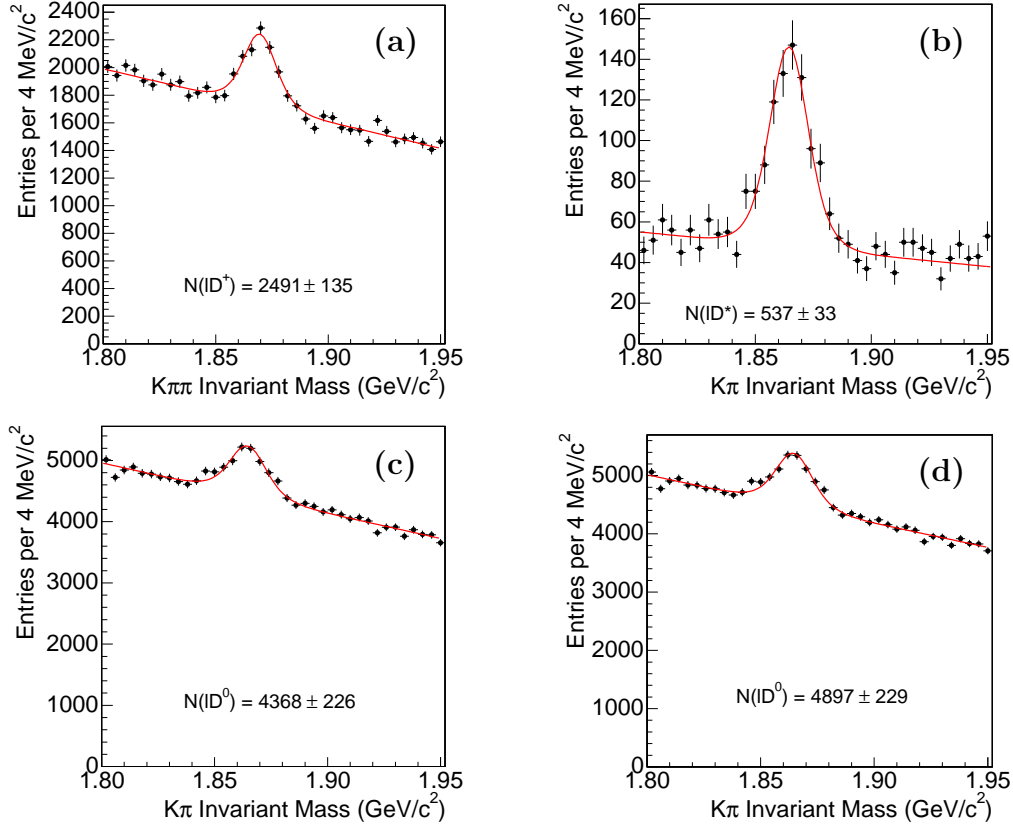 (a)
Entries per 4 MeV/c²
2400
2200
2000
1800
1600
1400
1200
1000
800
600
400
200
0
N(lD⁺) = 2491 ± 135
1.80 1.85 1.90 1.95
Kππ Invariant Mass (GeV/c²)
(b)
Entries per 4 MeV/c²
160
140
120
100
80
60
40
20
0
N(lD*) = 537 ± 33
1.80 1.85 1.90 1.95
Kπ Invariant Mass (GeV/c²)
(c)
Entries per 4 MeV/c²
5000
4000
3000
2000
1000
0
N(lD⁰) = 4368 ± 226
1.80 1.85 1.90 1.95
Kπ Invariant Mass (GeV/c²)
(d)
Entries per 4 MeV/c²
5000
4000
3000
2000
1000
0
N(lD⁰) = 4897 ± 229
1.80 1.85 1.90 1.95
Kπ Invariant Mass (GeV/c²)